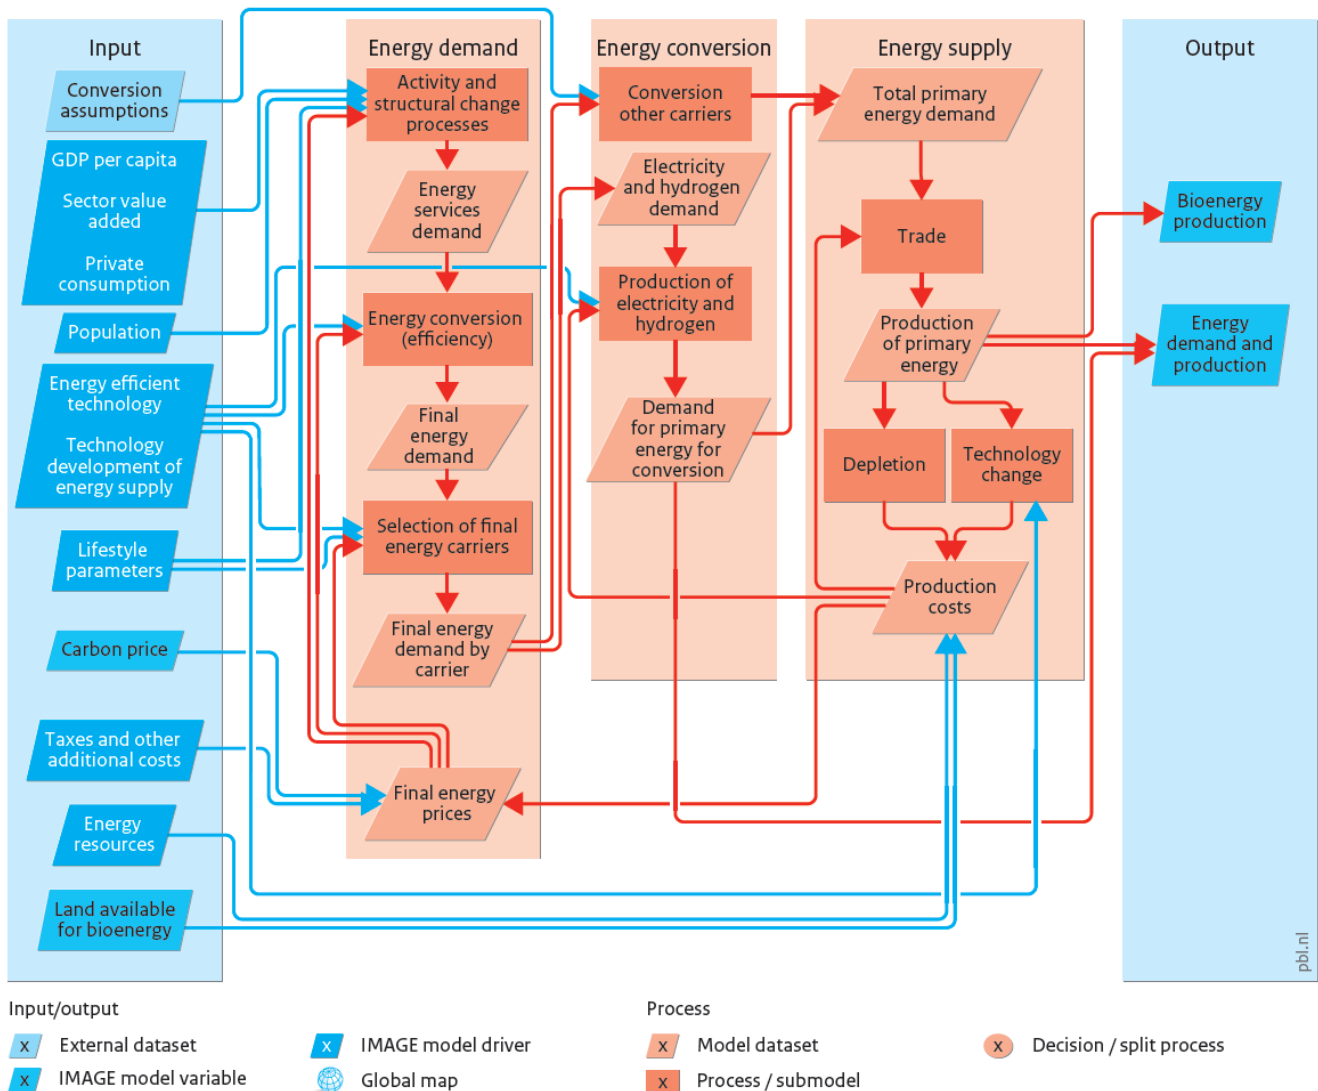 Input
Conversion
assumptions
GDP per capita
Sector value
added
Private
consumption
Population
Energy efficient
technology
Technology
development of
energy supply
Lifestyle
parameters
Carbon price
Taxes and other
additional costs
Energy
resources
Land available
for bioenergy
Energy demand
Activity and
structural change
processes
Energy
services
demand
Energy conversion
(efficiency)
Final
energy
demand
Selection of final
energy carriers
Final energy
demand by
carrier
Final energy
prices
Energy conversion
Conversion
other carriers
Electricity
and hydrogen
demand
Production of
electricity and
hydrogen
Demand
for primary
energy for
conversion
Energy supply
Total primary
energy demand
Trade
Production
of primary
energy
Depletion
Technology
change
Production
costs
Output
Bioenergy
production
Energy
demand and
production
pbl.nl
Input/output
x External dataset
x IMAGE model variable
x IMAGE model driver
Global map
Process
x Model dataset
x Process / submodel
x Decision / split process